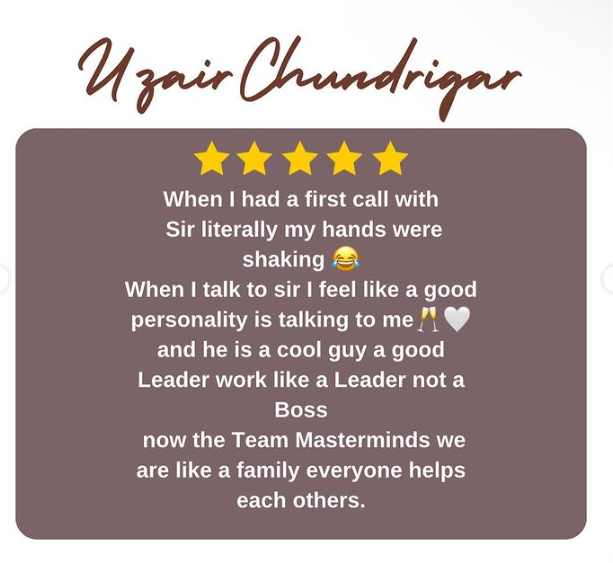 Uzair Chundrigar
When I had a first call with
Sir literally my hands were
shaking 😂
When I talk to sir I feel like a good
personality is talking to me🥂🤍
and he is a cool guy a good
Leader work like a Leader not a
Boss
now the Team Masterminds we
are like a family everyone helps
each others.